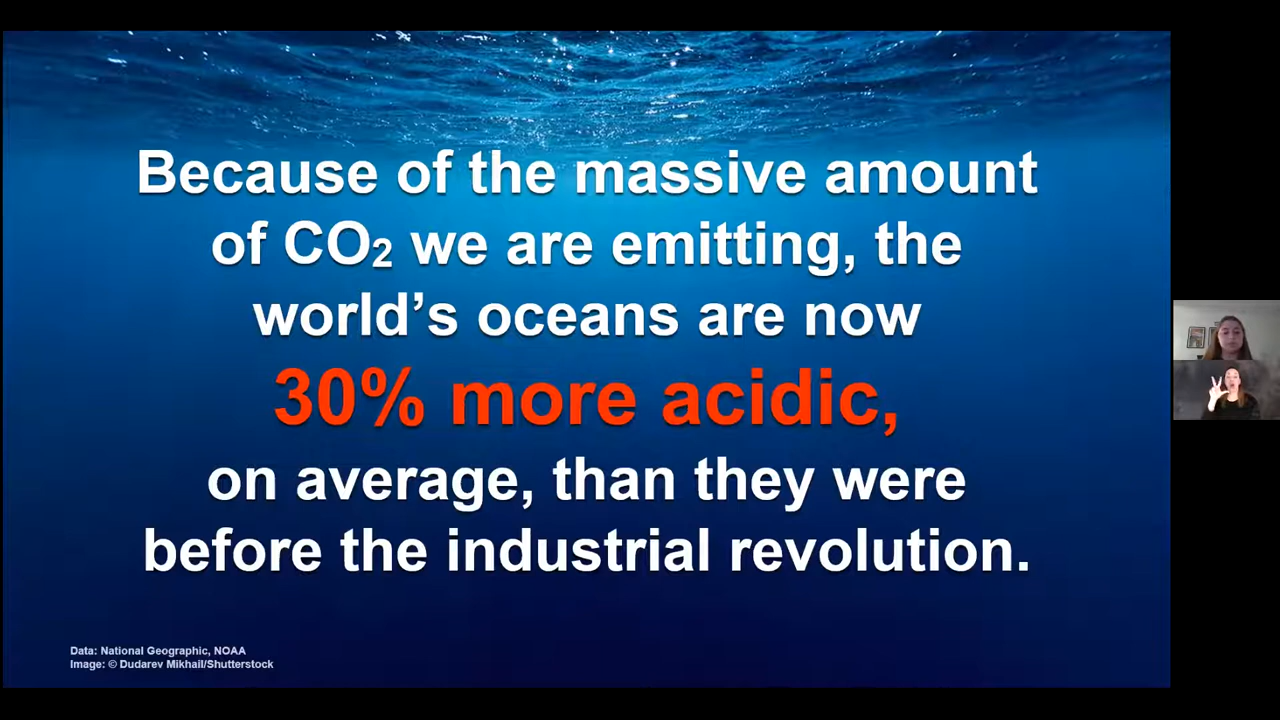 Because of the massive amount
of CO₂ we are emitting, the
world’s oceans are now
30% more acidic,
on average, than they were
before the industrial revolution.
Data: National Geographic, NOAA
Image: © Dudarev Mikhail/Shutterstock